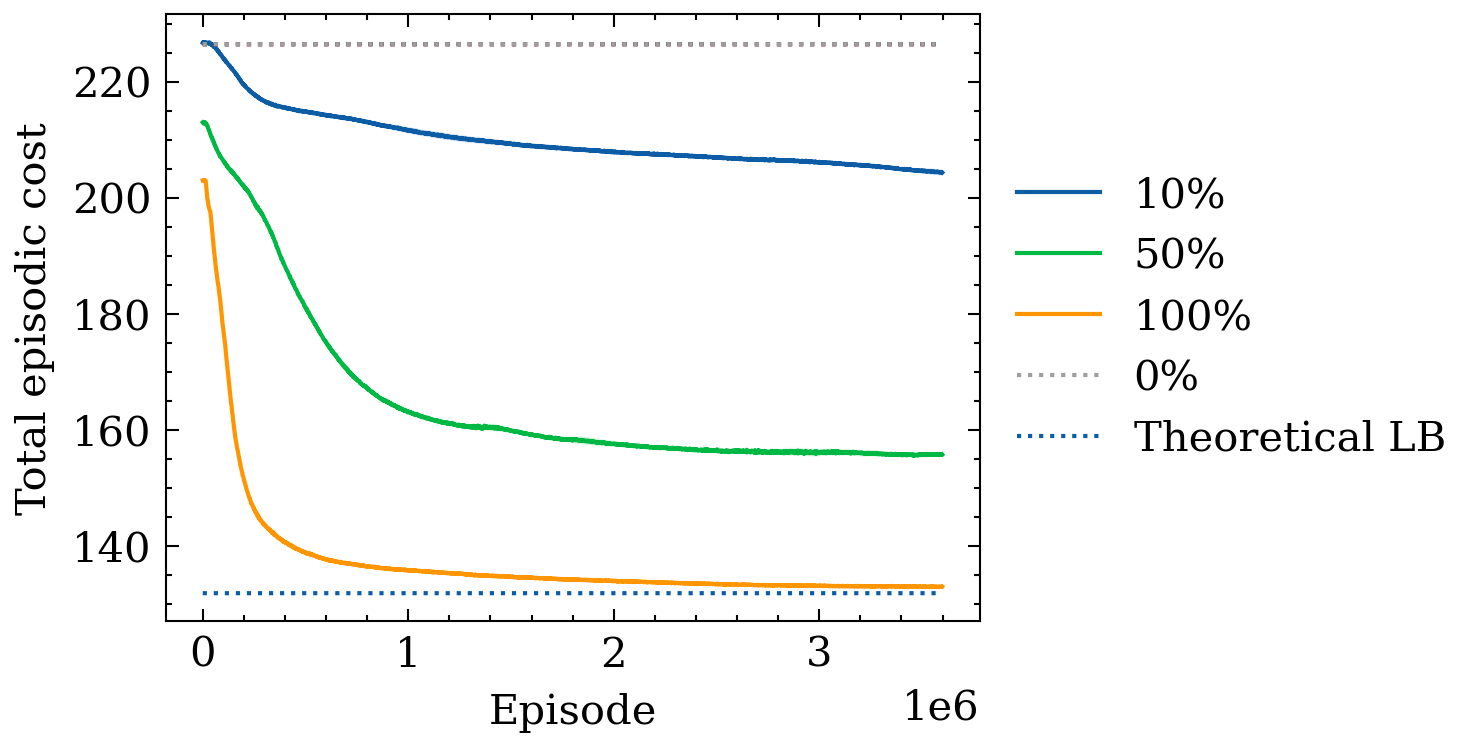 Total episodic cost
220
200
180
160
140
0 1 2 3
Episode
1e6
10%
50%
100%
0%
Theoretical LB